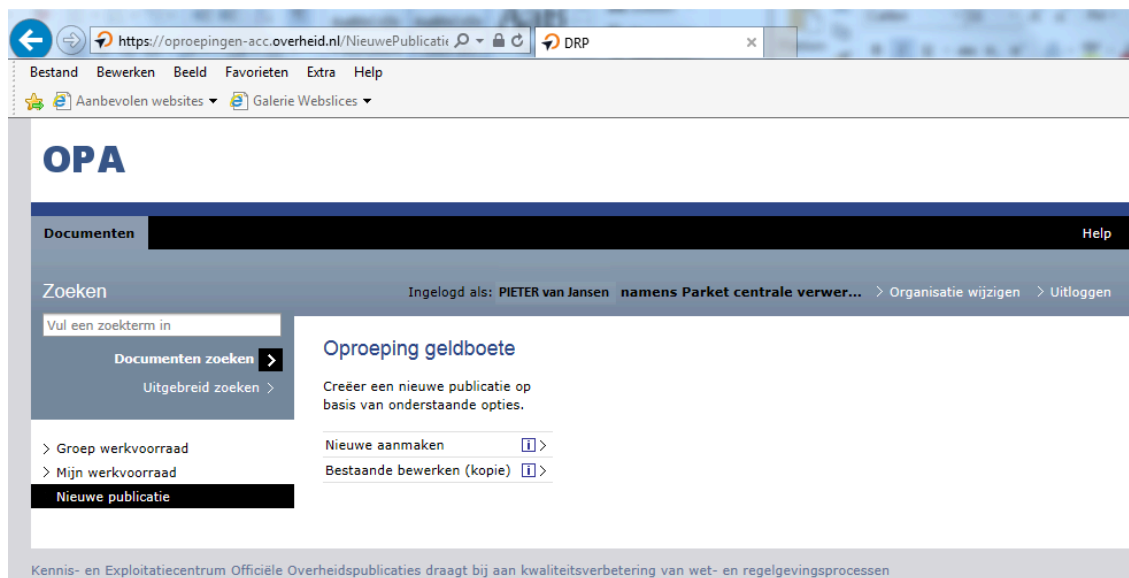 https://oproepingen-acc.overheid.nl/NieuwePublicatie
DRP
Bestand Bewerken Beeld Favorieten Extra Help
Aanbevolen websites Galerie Webslices
OPA
Documenten Help
Zoeken
Ingelogd als: PIETER van Jansen namens Parket centrale verwer... > Organisatie wijzigen > Uitloggen
Vul een zoekterm in
Documenten zoeken >
Uitgebreid zoeken >
Oproeping geldboete
Creëer een nieuwe publicatie op
basis van onderstaande opties.
Nieuwe aanmaken i >
Bestaande bewerken (kopie) i >
> Groep werkvoorraad
> Mijn werkvoorraad
Nieuwe publicatie
Kennis- en Exploitatiecentrum Officiële Overheidspublicaties draagt bij aan kwaliteitsverbetering van wet- en regelgevingsprocessen